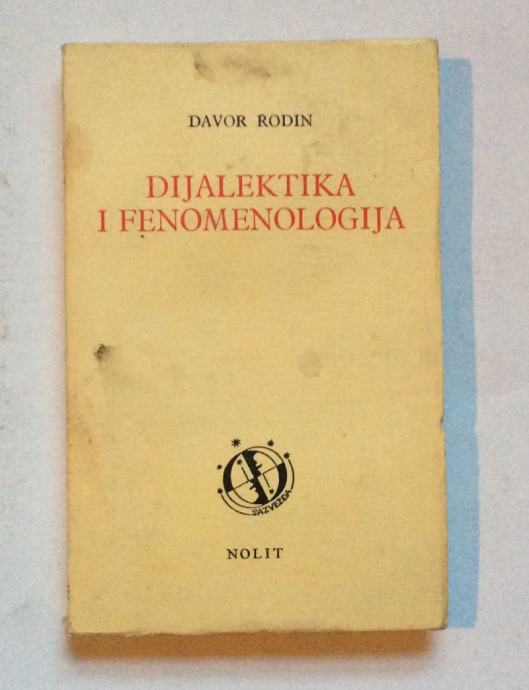 DAVOR RODIN
DIJALEKTIKA
I FENOMENOLOGIJA
SAZVEŽĐA
NOLIT